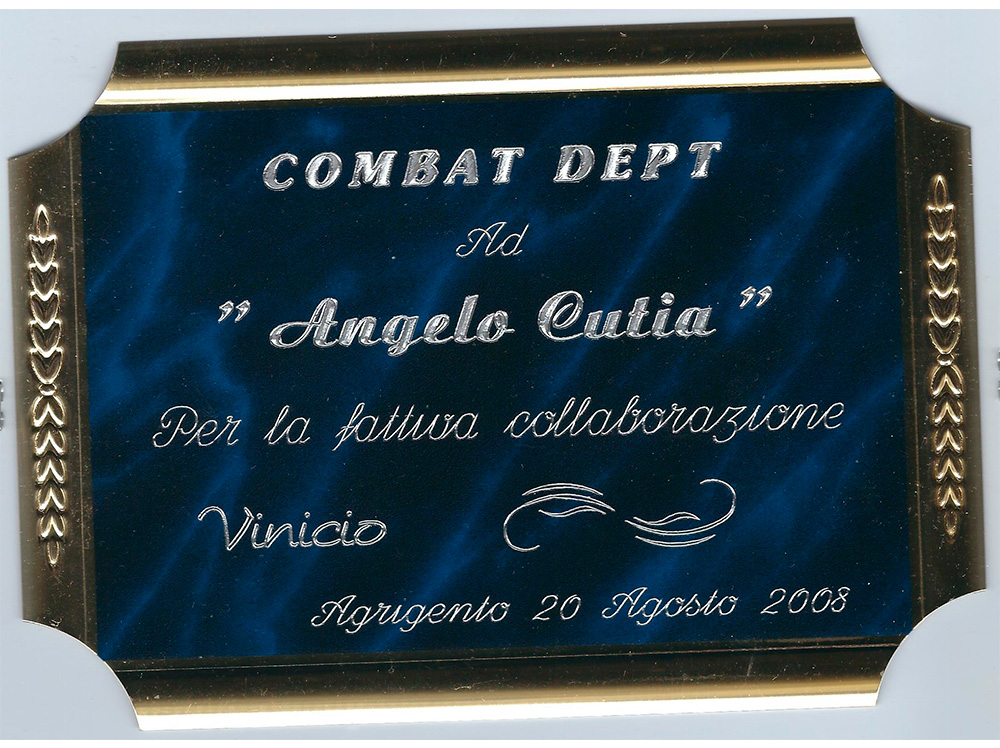 COMBAT DEPT
Ad
" Angelo Cutia "
Per la fattiva collaborazione
Vinicio
Agrigento 20 Agosto 2008